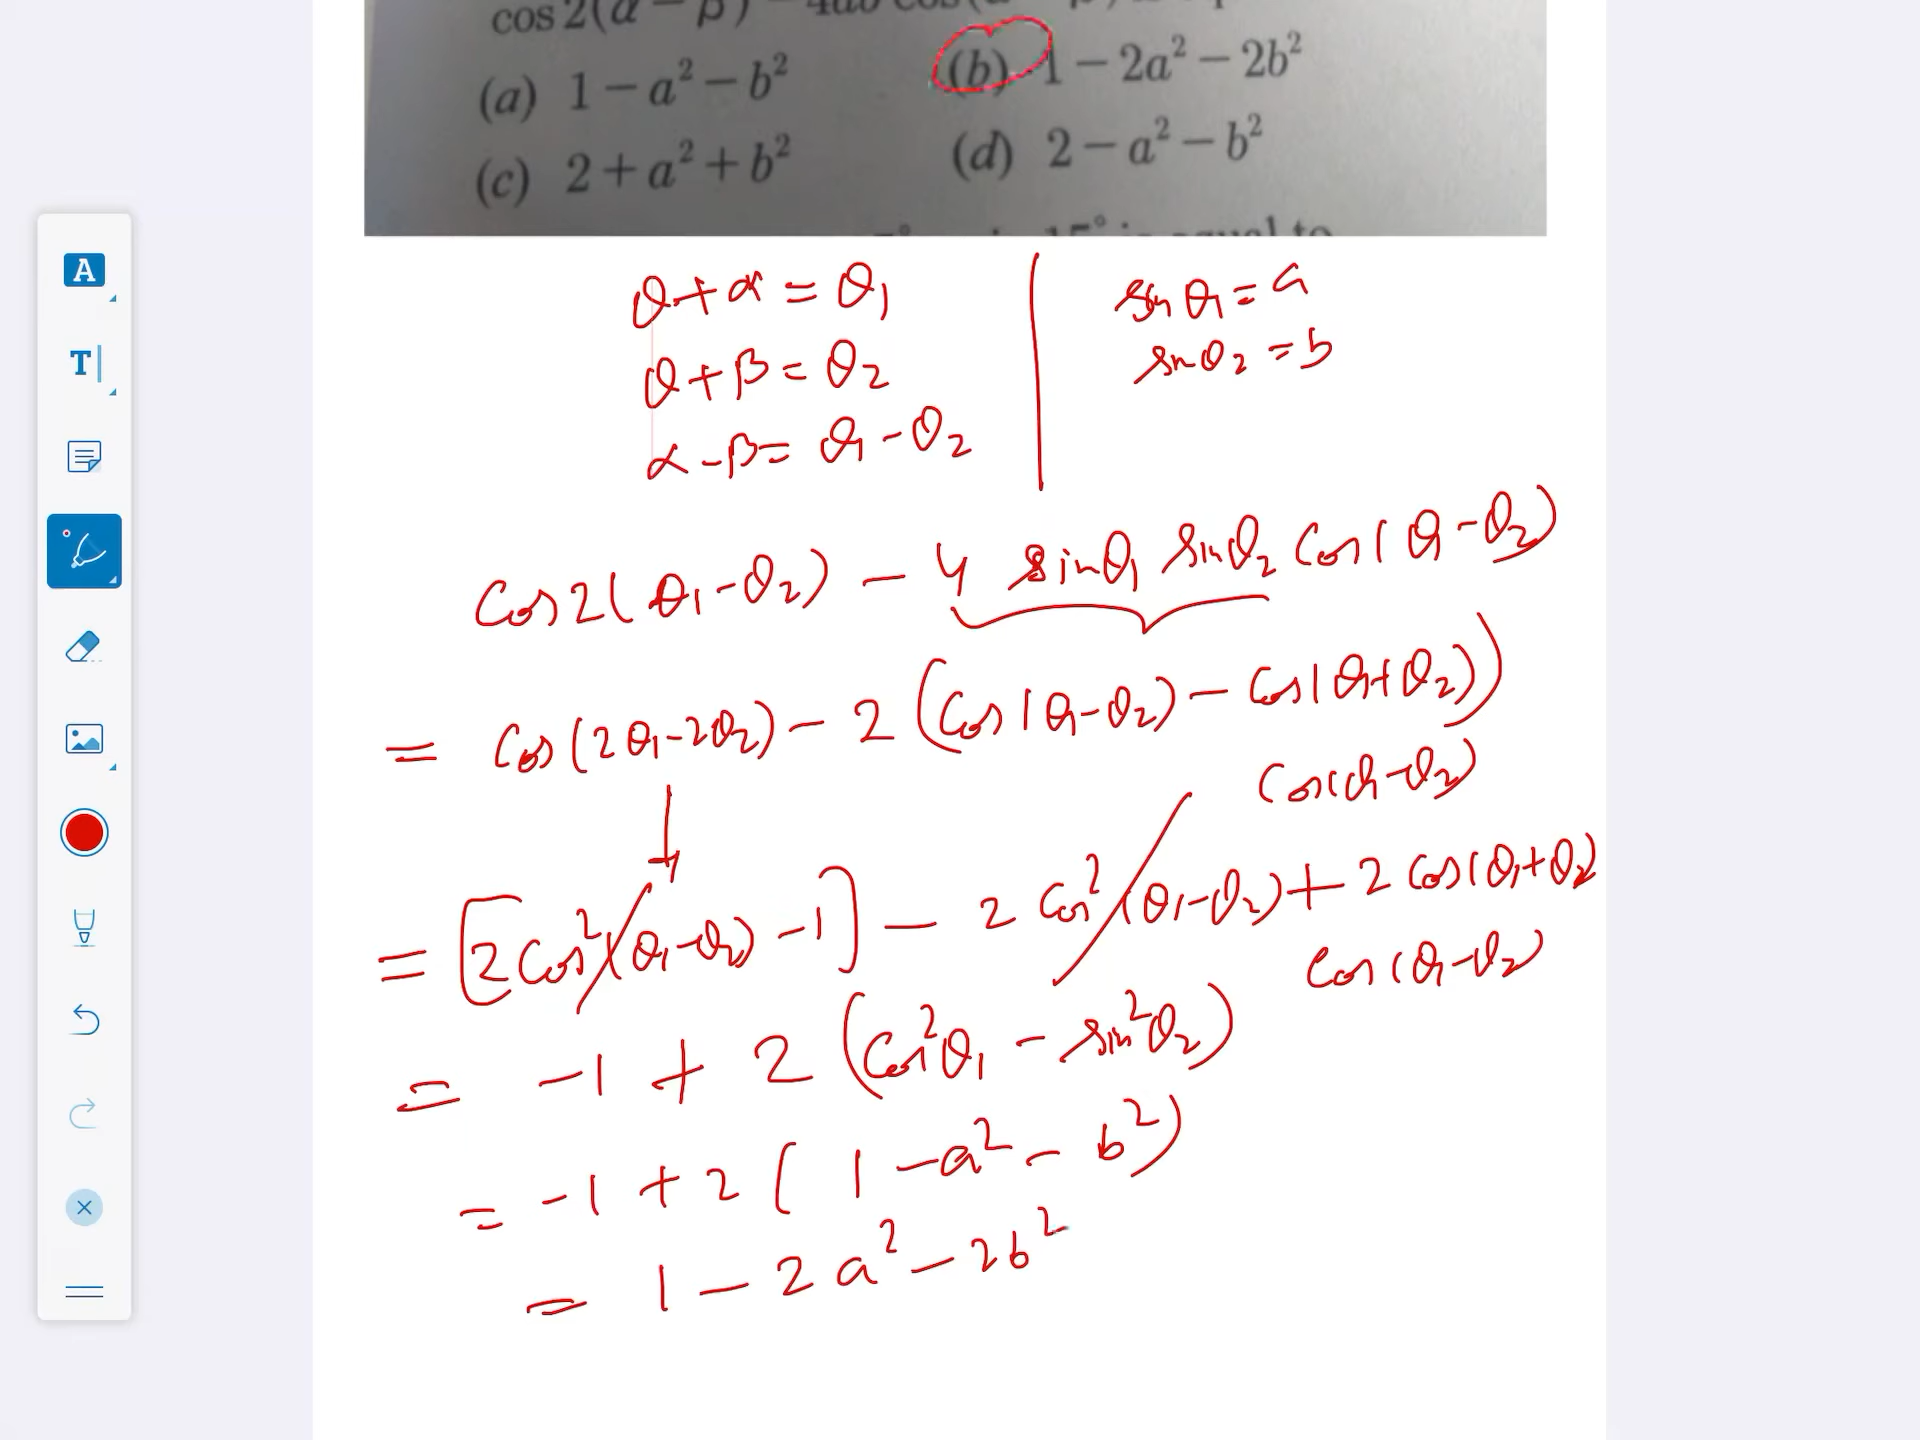 cos 2(α − β) − 4ab cos(
(a) 1 − a² − b² (b) 1 − 2a² − 2b²
(c) 2 + a² + b² (d) 2 − a² − b²
15° is equal to
θ + α = θ₁
θ + β = θ₂
α − β = θ₁ − θ₂
sin θ₁ = a
sin θ₂ = b
Cos 2(θ₁ − θ₂) − 4 sin θ₁ sin θ₂ Cos(θ₁ − θ₂)
= Cos(2θ₁ − 2θ₂) − 2 (Cos(θ₁ − θ₂) − Cos(θ₁ + θ₂))
Cos(θ₁ − θ₂)
= [2 Cos²(θ₁ − θ₂) − 1] − 2 Cos²(θ₁ − θ₂) + 2 Cos(θ₁ + θ₂)
Cos(θ₁ − θ₂)
= −1 + 2 (Cos²θ₁ − sin²θ₂)
= −1 + 2 (1 − a² − b²)
= 1 − 2a² − 2b²
A
T